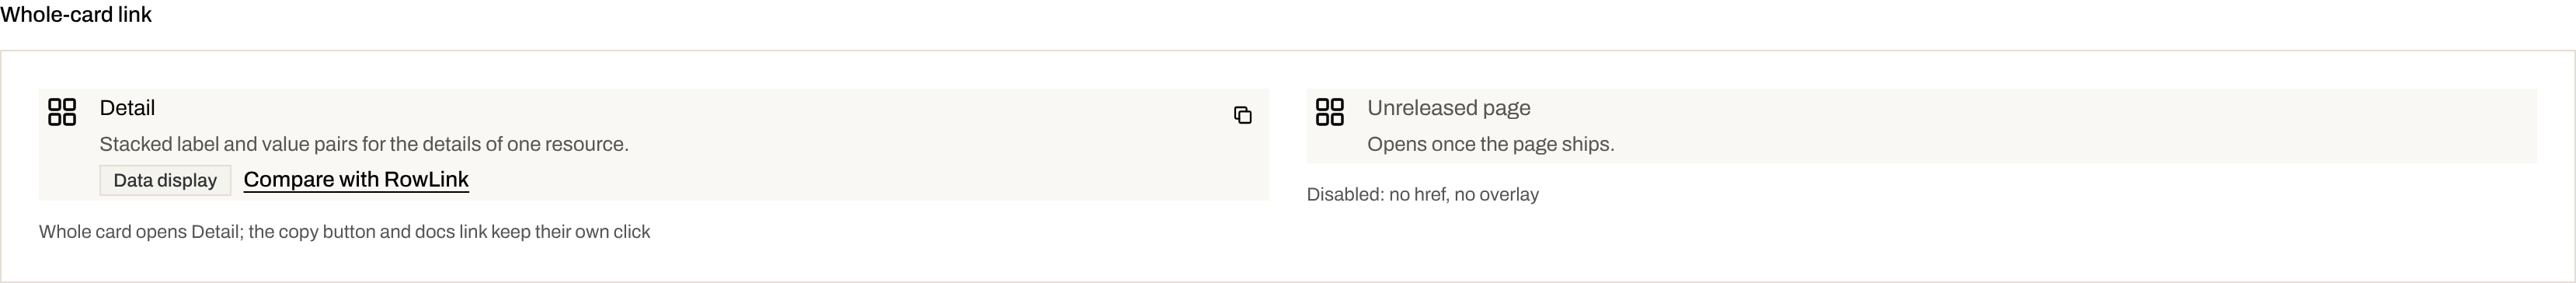 Whole-card link
Detail
Stacked label and value pairs for the details of one resource.
Data display Compare with RowLink
Whole card opens Detail; the copy button and docs link keep their own click
Unreleased page
Opens once the page ships.
Disabled: no href, no overlay